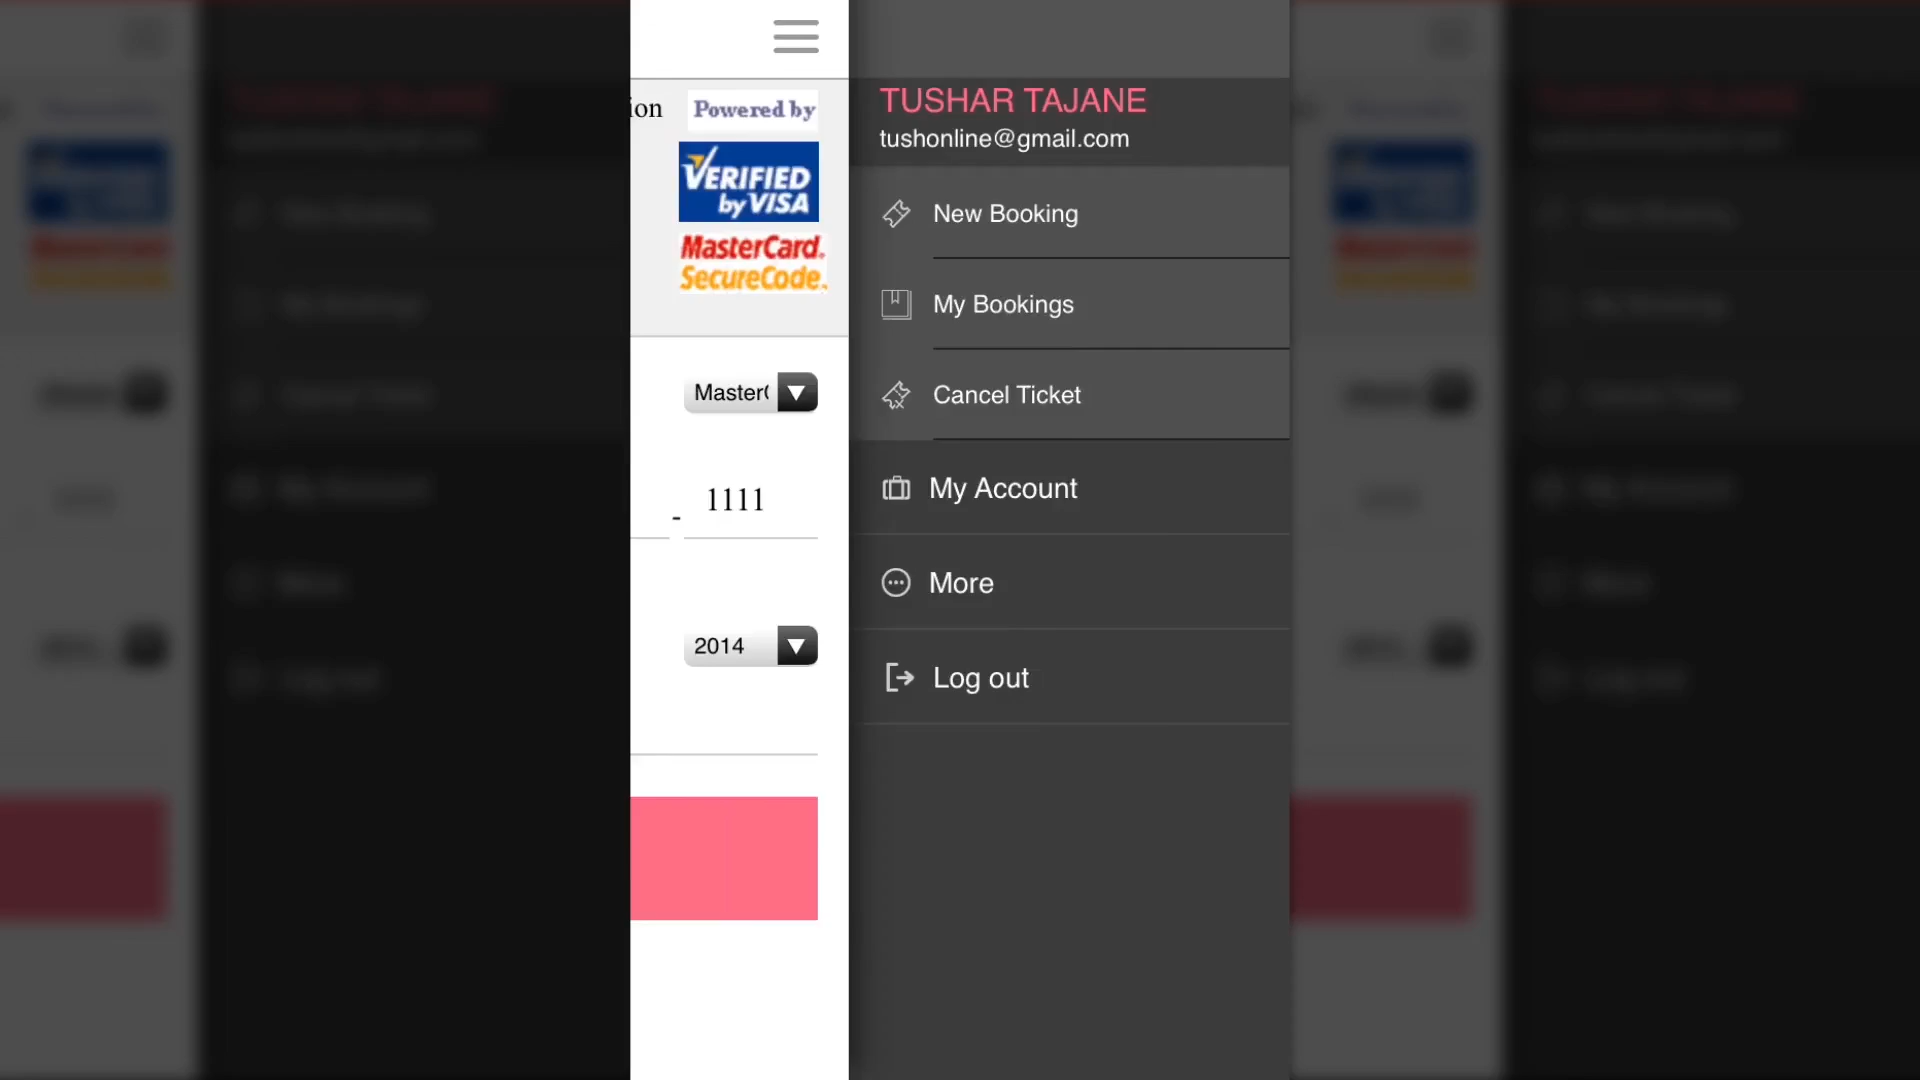 ion
Powered by
VERIFIED
by VISA
MasterCard.
SecureCode.
1111
-
2014
TUSHAR TAJANE
tushonline@gmail.com
New Booking
My Bookings
Cancel Ticket
My Account
More
Log out